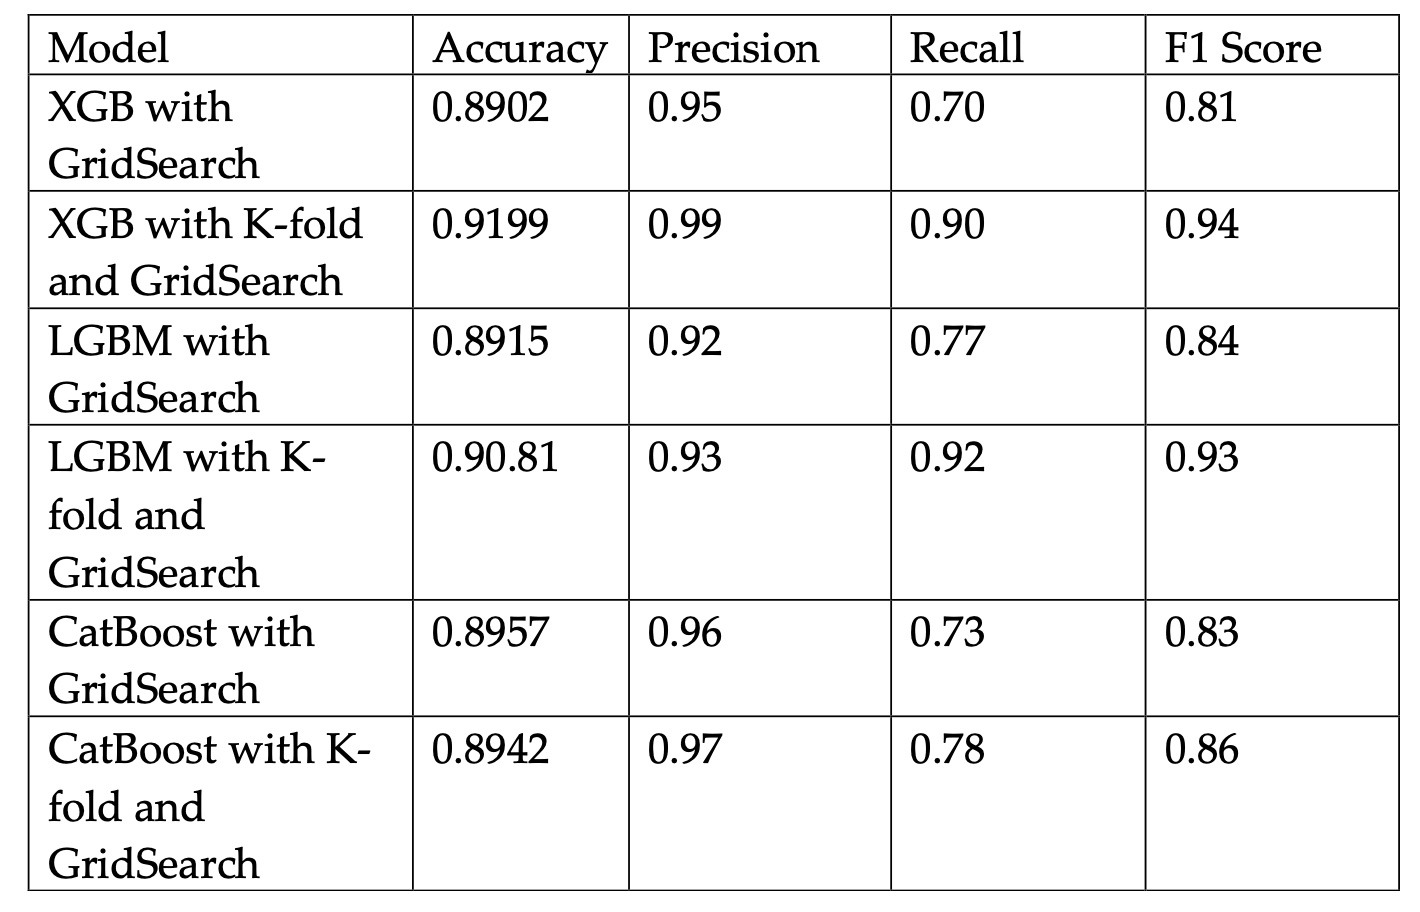 Model Accuracy Precision Recall F1 Score
XGB with 0.8902 0.95 0.70 0.81
GridSearch
XGB with K-fold 0.9199 0.99 0.90 0.94
and GridSearch
LGBM with 0.8915 0.92 0.77 0.84
GridSearch
LGBM with K- 0.90.81 0.93 0.92 0.93
fold and
GridSearch
CatBoost with 0.8957 0.96 0.73 0.83
GridSearch
CatBoost with K- 0.8942 0.97 0.78 0.86
fold and
GridSearch